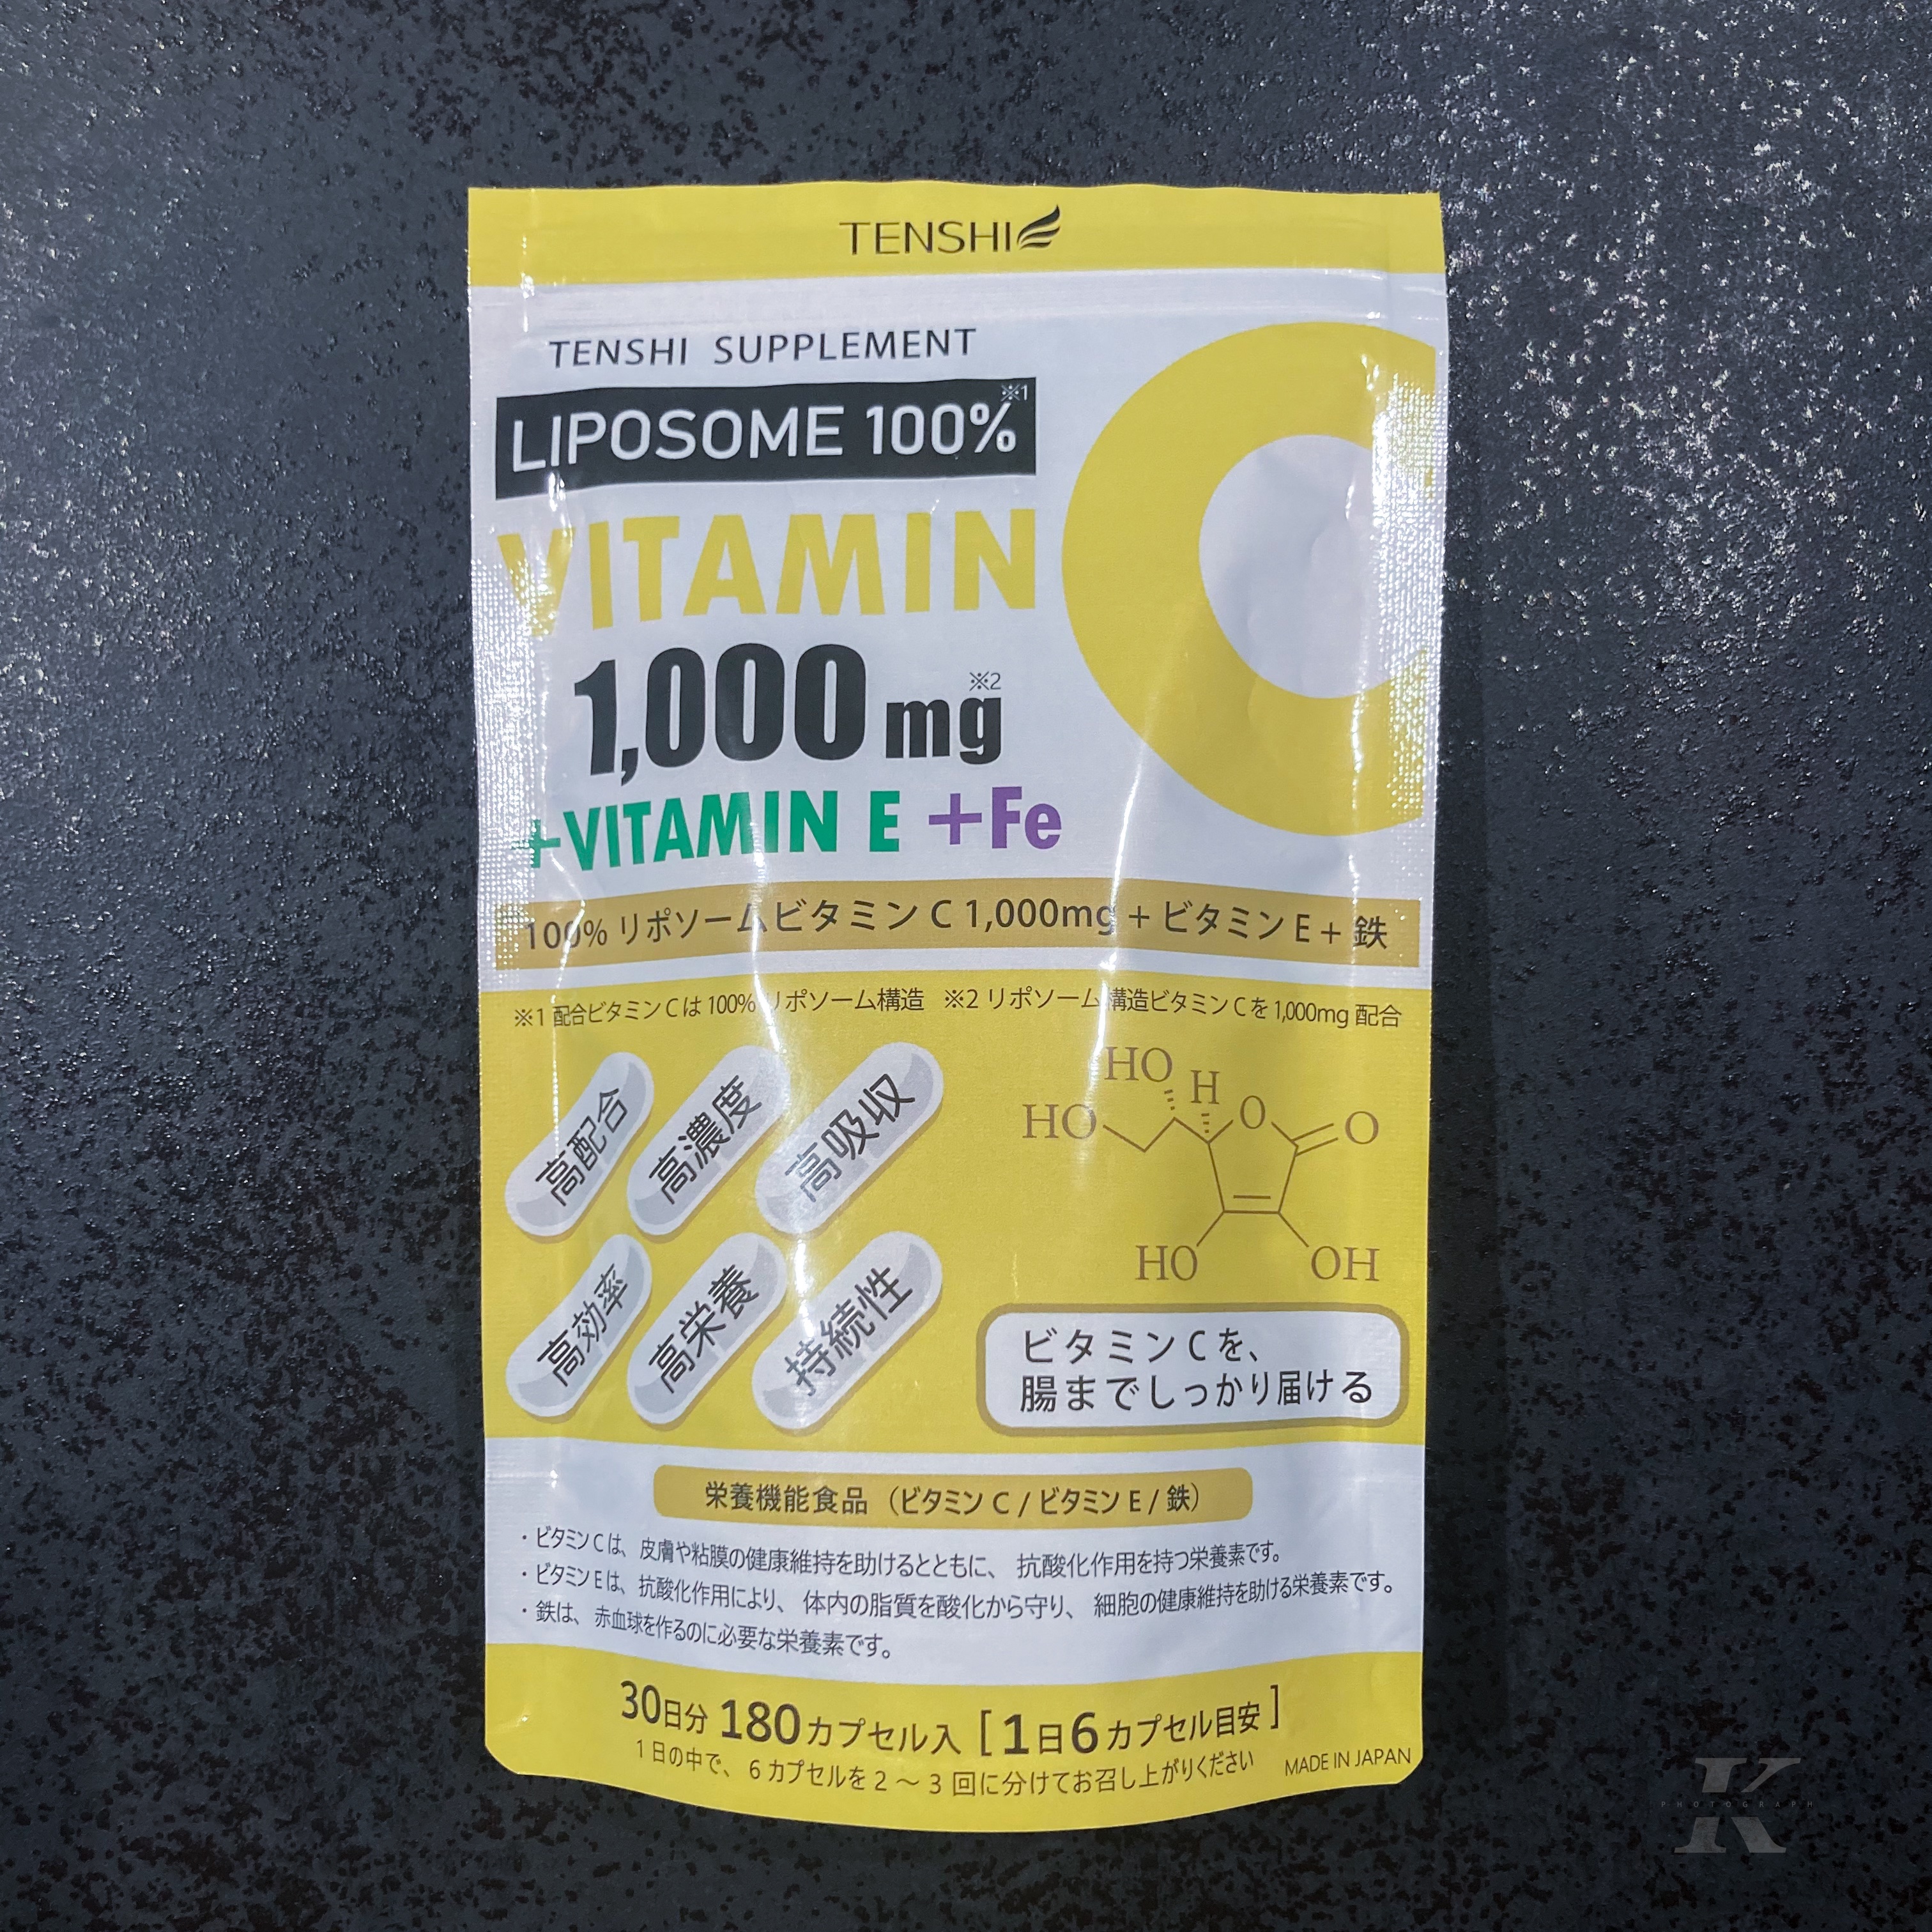 TENSHI
TENSHI SUPPLEMENT
LIPOSOME 100%※1
VITAMIN C
1,000mg※2
+VITAMIN E +Fe
100% リポソームビタミン C 1,000mg + ビタミン E + 鉄
※1 配合ビタミン C は 100% リポソーム構造 ※2 リポソーム構造ビタミン C を 1,000mg 配合
高配合
高濃度
高吸収
高効率
高栄養
持続性
HO
H
HO
O
O
HO
OH
ビタミン C を、
腸までしっかり届ける
栄養機能食品（ビタミン C / ビタミン E / 鉄）
・ビタミン C は、皮膚や粘膜の健康維持を助けるとともに、抗酸化作用を持つ栄養素です。
・ビタミン E は、抗酸化作用により、体内の脂質を酸化から守り、細胞の健康維持を助ける栄養素です。
・鉄は、赤血球を作るのに必要な栄養素です。
30日分 180カプセル入［1日6カプセル目安］
1日の中で、6カプセルを2～3回に分けてお召し上がりください
MADE IN JAPAN
K
PHOTOGRAPH